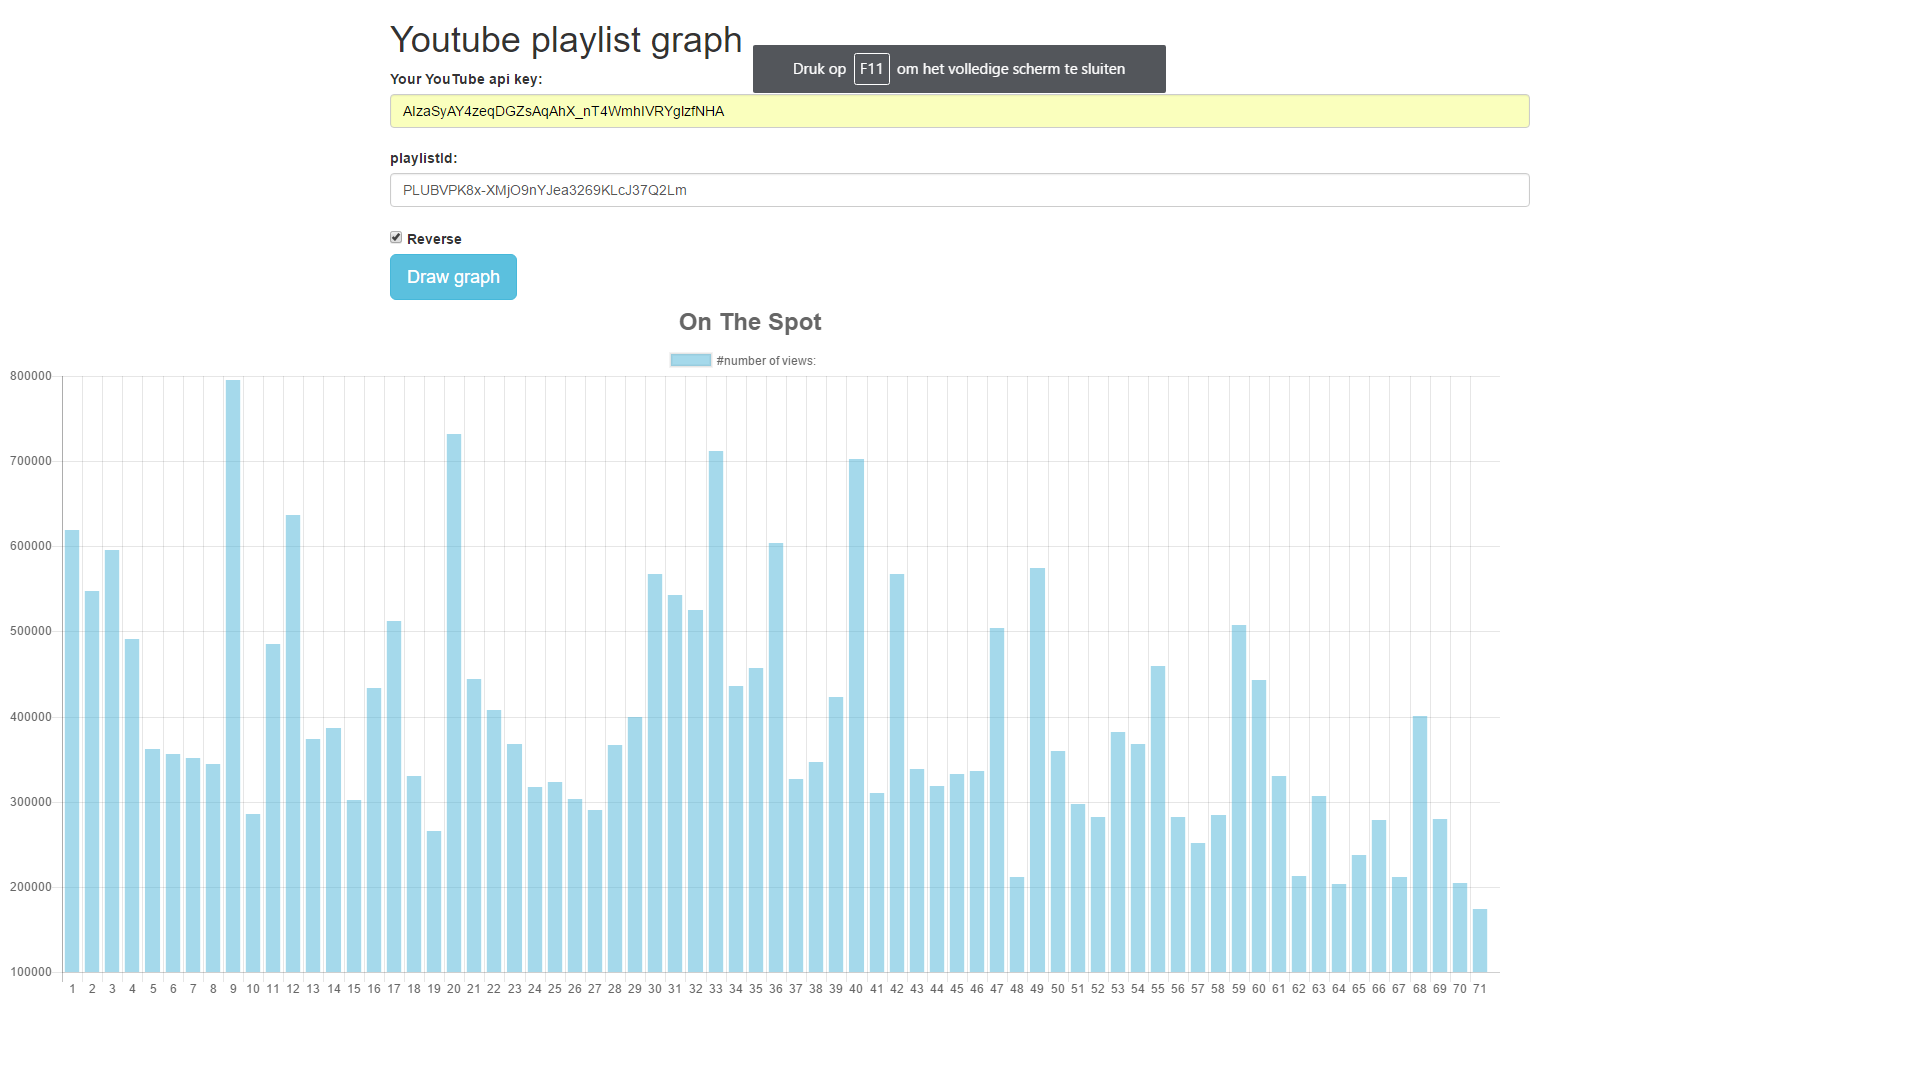 Youtube playlist graph
Druk op F11 om het volledige scherm te sluiten
Your YouTube api key:
AIzaSyAY4zeqDGZsAqAhX_nT4WmhIVRYgIzfNHA
playlistId:
PLUBVPK8x-XMjO9nYJea3269KLcJ37Q2Lm
Reverse
Draw graph
On The Spot
#number of views:
800000
700000
600000
500000
400000
300000
200000
100000
1 2 3 4 5 6 7 8 9 10 11 12 13 14 15 16 17 18 19 20 21 22 23 24 25 26 27 28 29 30 31 32 33 34 35 36 37 38 39 40 41 42 43 44 45 46 47 48 49 50 51 52 53 54 55 56 57 58 59 60 61 62 63 64 65 66 67 68 69 70 71